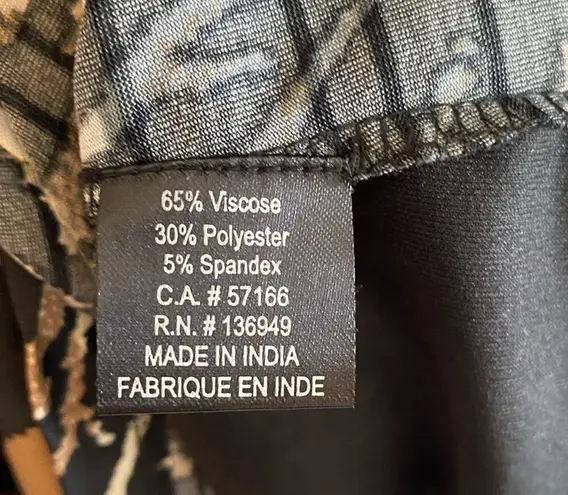 65% Viscose
30% Polyester
5% Spandex
C.A. # 57166
R.N. # 136949
MADE IN INDIA
FABRIQUE EN INDE